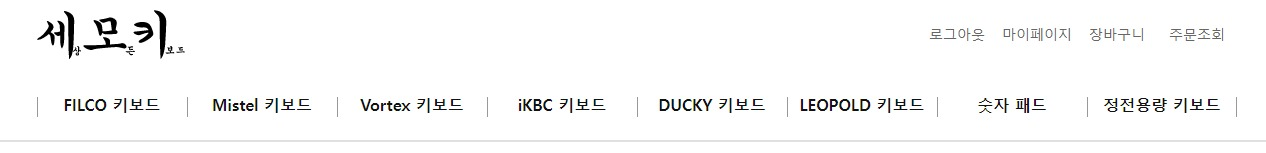 세상 모든 키보드
로그아웃 마이페이지 장바구니 주문조회
FILCO 키보드 Mistel 키보드 Vortex 키보드 iKBC 키보드 DUCKY 키보드 LEOPOLD 키보드 숫자 패드 정전용량 키보드